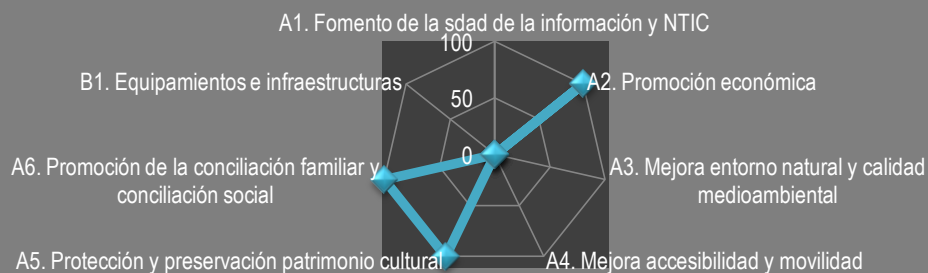 A1. Fomento de la sdad de la información y NTIC
100
B1. Equipamientos e infraestructuras
A2. Promoción económica
50
A6. Promoción de la conciliación familiar y
conciliación social
0
A3. Mejora entorno natural y calidad
medioambiental
A5. Protección y preservación patrimonio cultural
A4. Mejora accesibilidad y movilidad